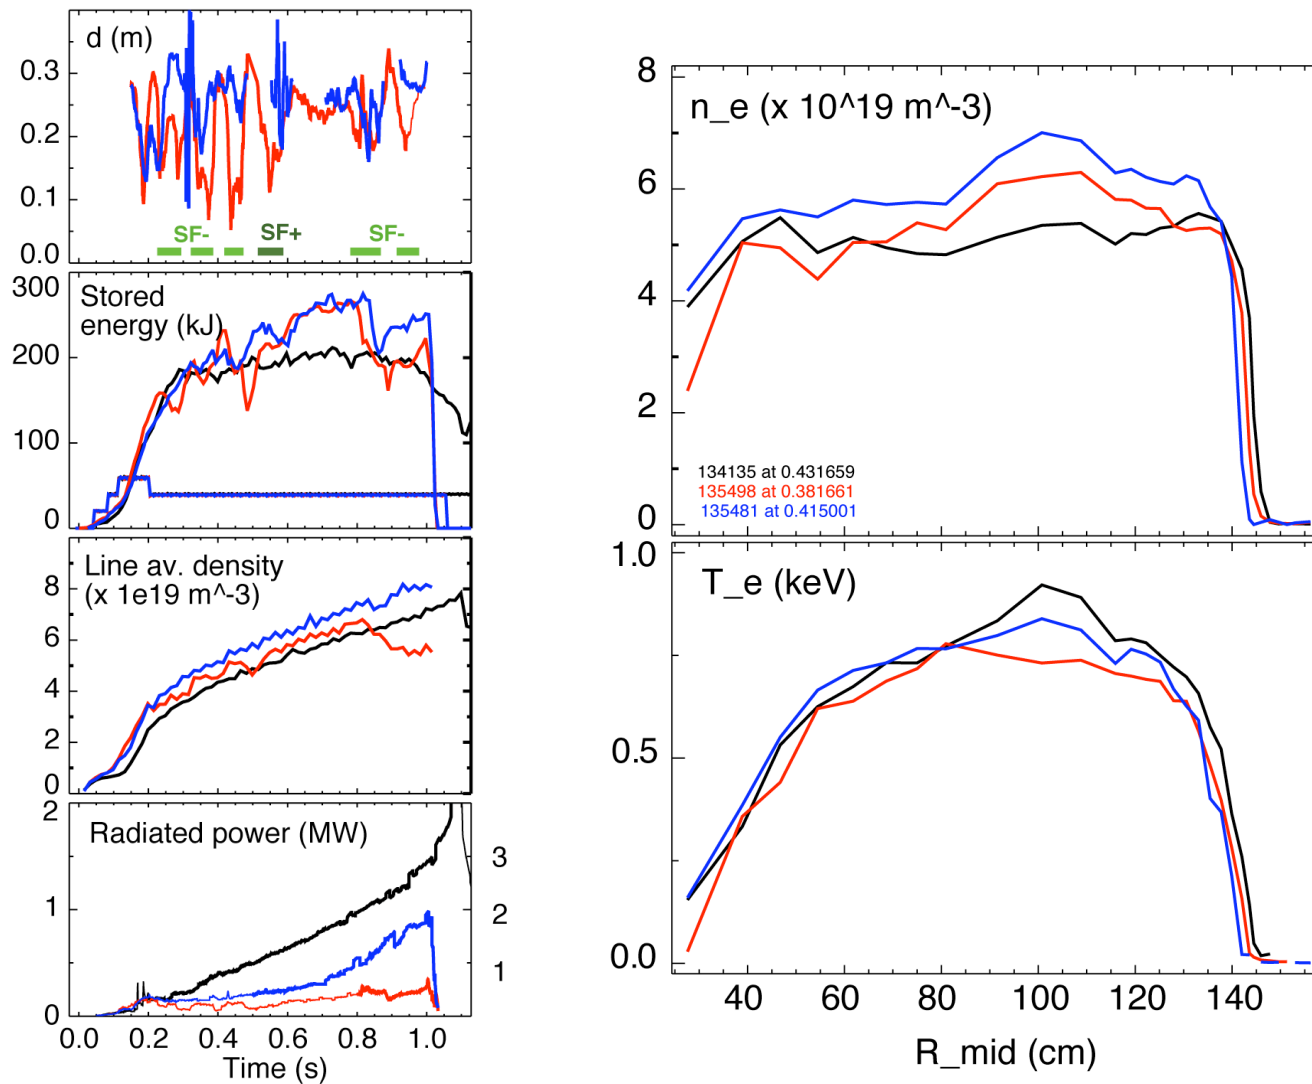 d (m)
0.3
0.2
0.1
0.0
SF-
SF+
SF-
Stored
energy (kJ)
300
200
100
0
Line av. density
(x 1e19 m^-3)
8
6
4
2
0
Radiated power (MW)
2
1
0
3
2
1
0.0 0.2 0.4 0.6 0.8 1.0
Time (s)
n_e (x 10^19 m^-3)
8
6
4
2
0
134135 at 0.431659
135498 at 0.381661
135481 at 0.415001
T_e (keV)
1.0
0.5
0.0
40 60 80 100 120 140
R_mid (cm)